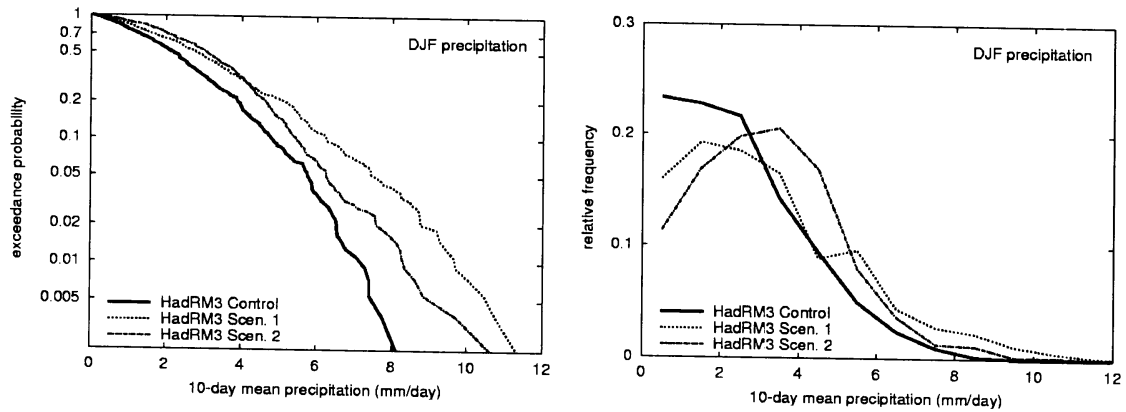 1
0.7
0.5
0.2
0.1
0.05
0.02
0.01
0.005
exceedance probability
DJF precipitation
HadRM3 Control
HadRM3 Scen. 1
HadRM3 Scen. 2
0 2 4 6 8 10 12
10-day mean precipitation (mm/day)
0.3
0.2
0.1
0
relative frequency
DJF precipitation
HadRM3 Control
HadRM3 Scen. 1
HadRM3 Scen. 2
0 2 4 6 8 10 12
10-day mean precipitation (mm/day)